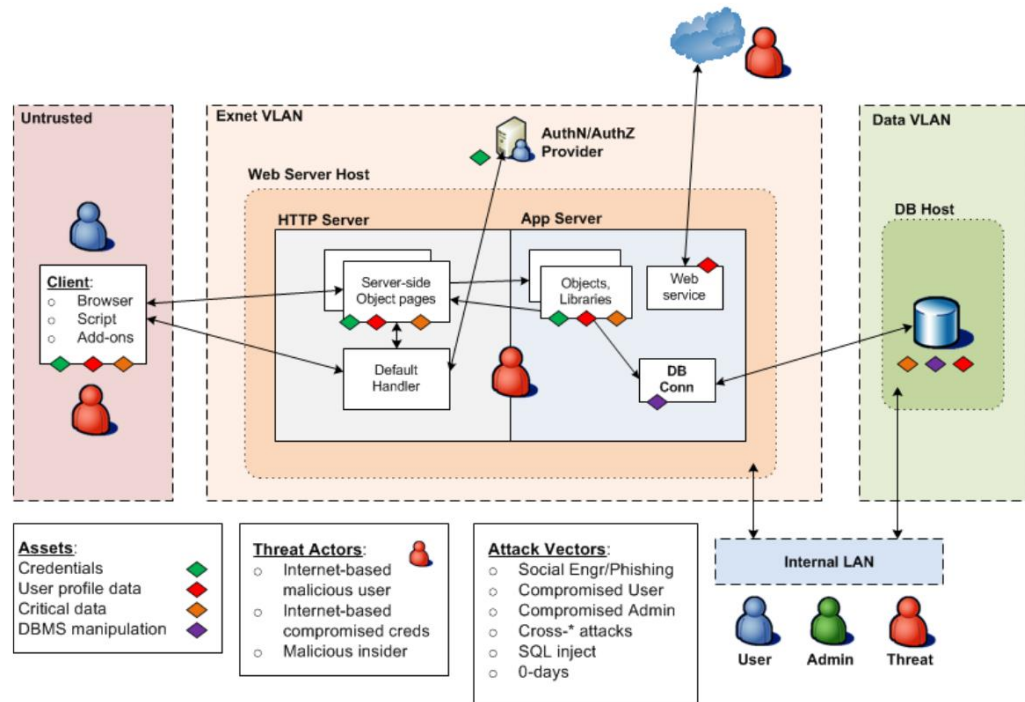 Untrusted
Exnet VLAN
Data VLAN
AuthN/AuthZ
Provider
Web Server Host
DB Host
HTTP Server
App Server
Client:
o Browser
o Script
o Add-ons
Server-side
Object pages
Objects,
Libraries
Web
service
Default
Handler
DB
Conn
Assets:
Credentials
User profile data
Critical data
DBMS manipulation
Threat Actors:
o Internet-based
malicious user
o Internet-based
compromised creds
o Malicious insider
Attack Vectors:
o Social Engr/Phishing
o Compromised User
o Compromised Admin
o Cross-* attacks
o SQL inject
o 0-days
Internal LAN
User
Admin
Threat